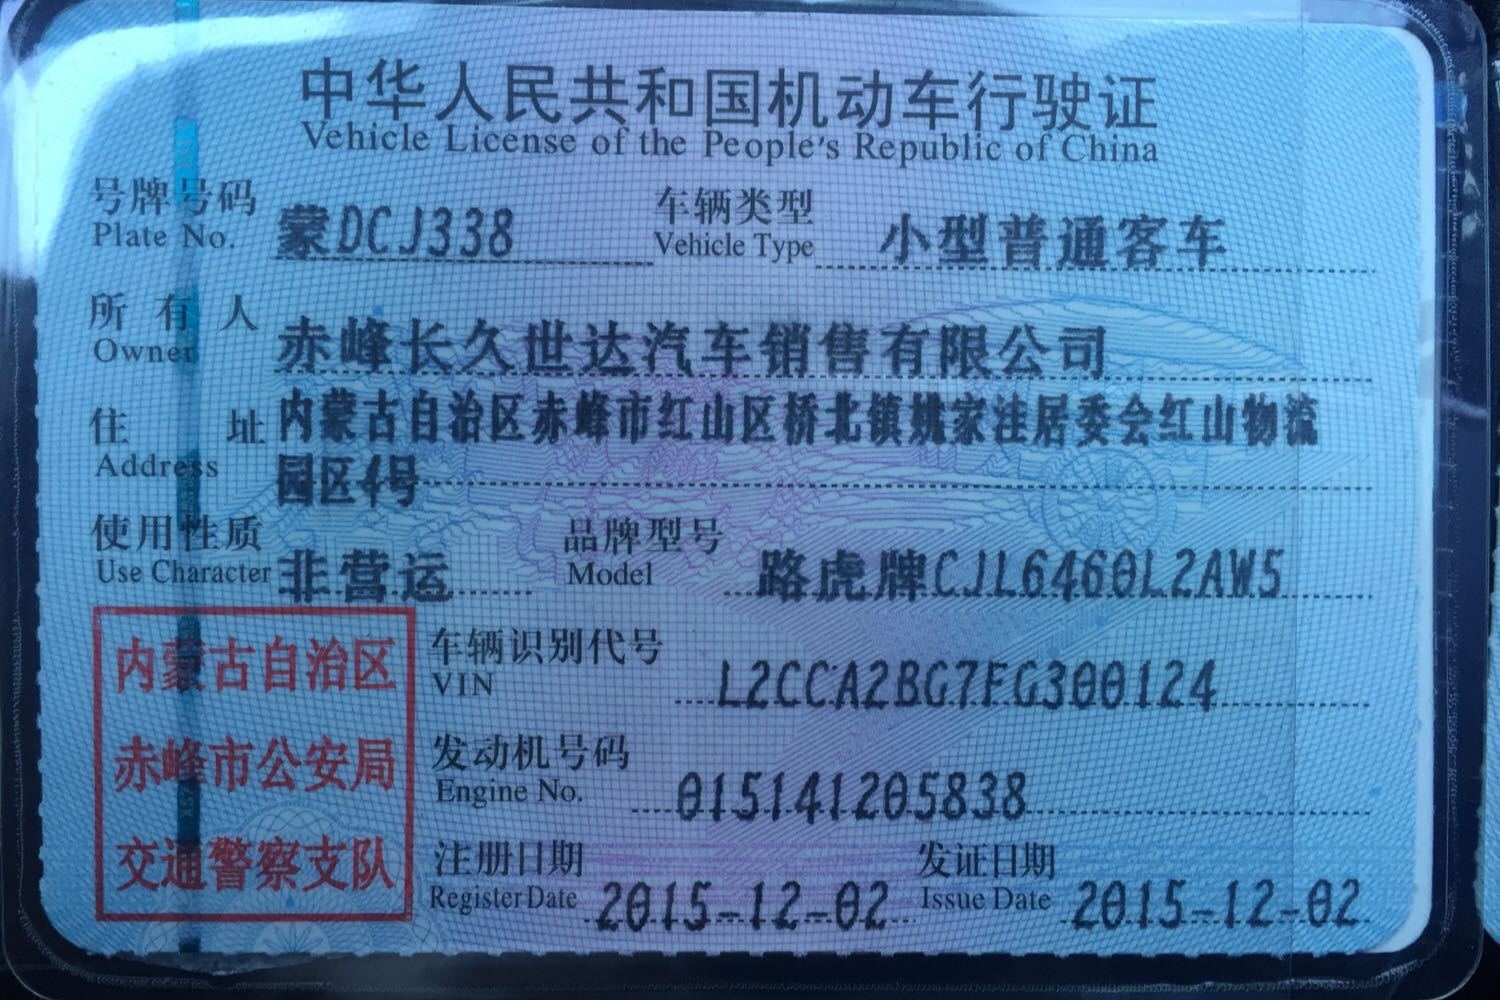 中华人民共和国机动车行驶证
Vehicle License of the People's Republic of China
号牌号码 蒙DCJ338 车辆类型 小型普通客车
Plate No. Vehicle Type
所有人 赤峰长久世达汽车销售有限公司
Owner
住址 内蒙古自治区赤峰市红山区桥北镇姚家洼居委会红山物流
Address 园区4号
使用性质 非营运 品牌型号 路虎牌CJL6460L2AW5
Use Character Model
内蒙古自治区
赤峰市公安局
交通警察支队
车辆识别代号 L2CCA2BG7FG300124
VIN
发动机号码 015141205838
Engine No.
注册日期 2015-12-02 发证日期 2015-12-02
Register Date Issue Date